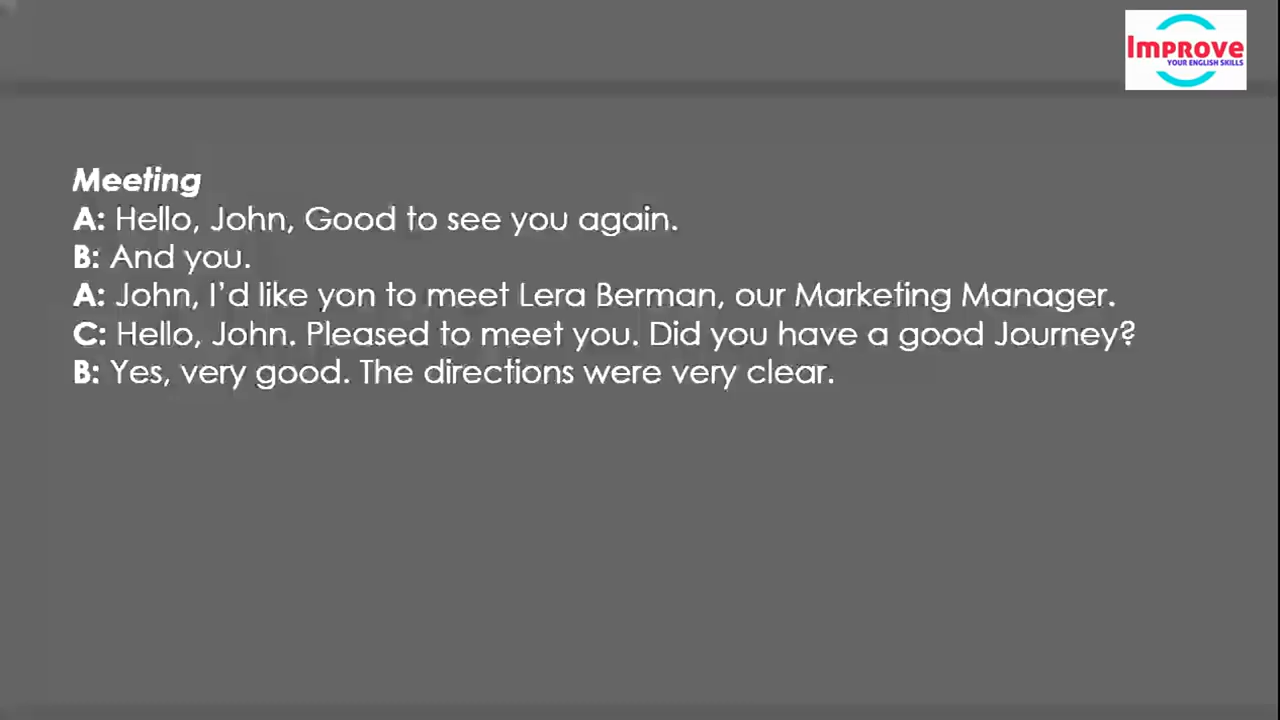 Improve
YOUR ENGLISH SKILLS
Meeting
A: Hello, John, Good to see you again.
B: And you.
A: John, I'd like yon to meet Lera Berman, our Marketing Manager.
C: Hello, John. Pleased to meet you. Did you have a good Journey?
B: Yes, very good. The directions were very clear.